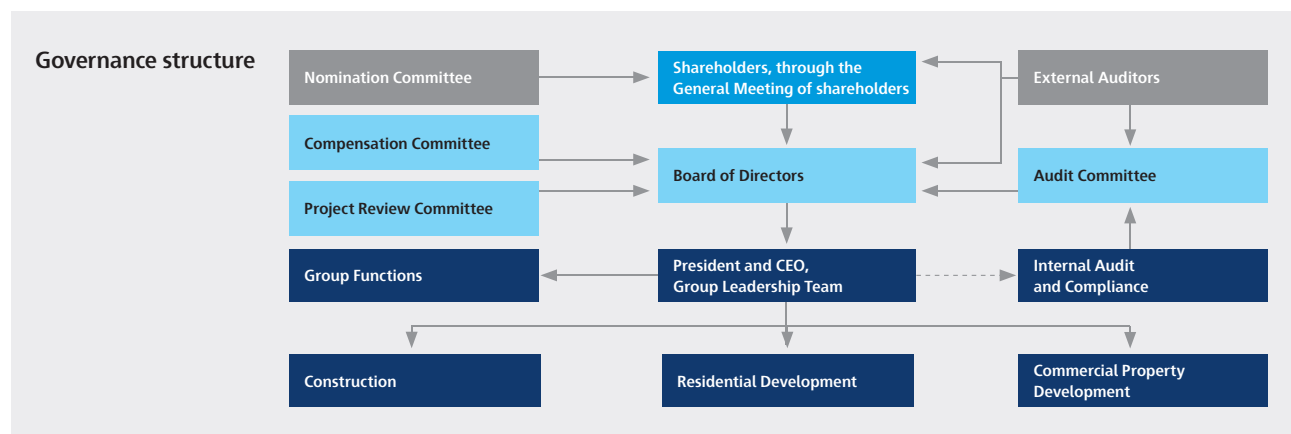 Governance structure
Nomination Committee
Shareholders, through the
General Meeting of shareholders
External Auditors
Compensation Committee
Board of Directors
Audit Committee
Project Review Committee
Group Functions
President and CEO,
Group Leadership Team
Internal Audit
and Compliance
Construction
Residential Development
Commercial Property
Development